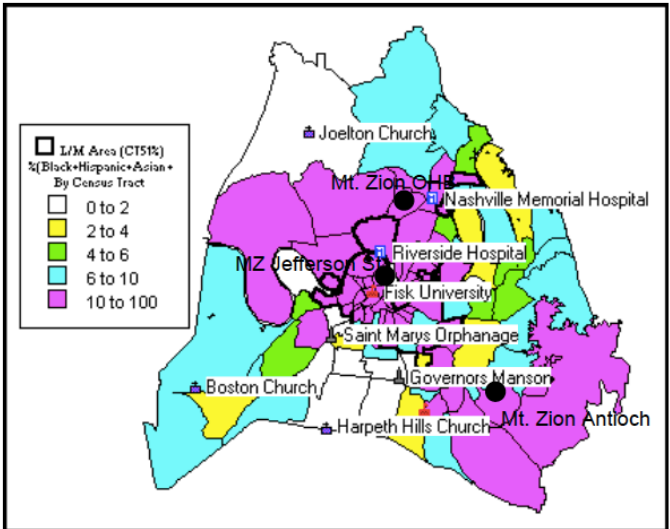 L/M Area (CT51%)
%(Black+Hispanic+Asian+
By Census Tract
0 to 2
2 to 4
4 to 6
6 to 10
10 to 100
Joelton Church
Mt. Zion OHB
Nashville Memorial Hospital
Riverside Hospital
MZ Jefferson St
Fisk University
Saint Marys Orphanage
Governors Manson
Boston Church
Mt. Zion Antioch
Harpeth Hills Church